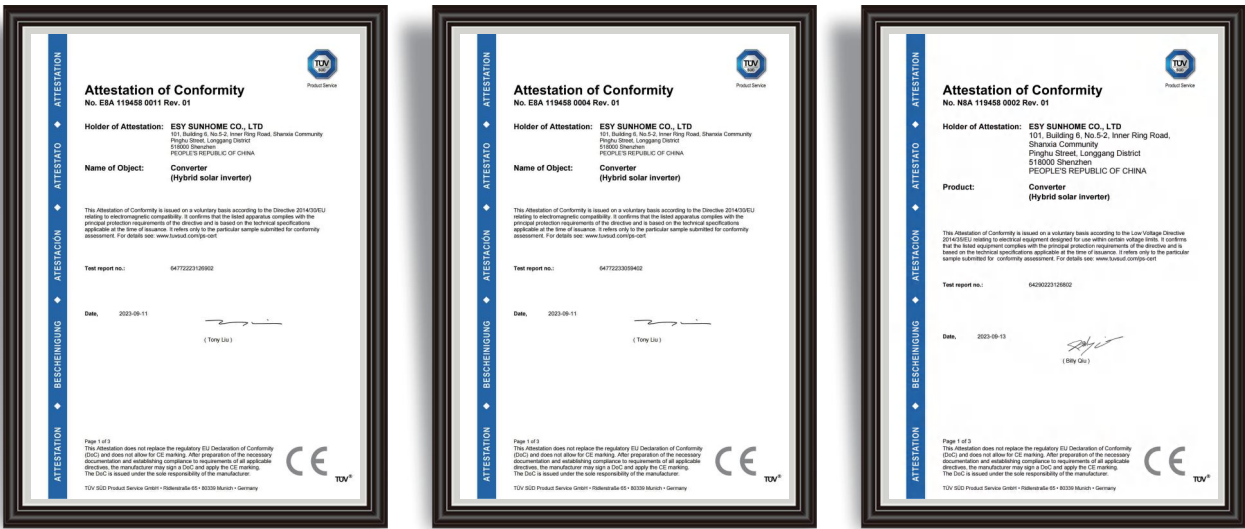 ATTESTATION ◆ BESCHEINIGUNG ◆ ATESTACIÓN ◆ ATTESTATO ◆ ATTESTATION
TÜV
SÜD
Product Service
Attestation of Conformity
No. E8A 119458 0011 Rev. 01
Holder of Attestation: ESY SUNHOME CO., LTD
101, Building 6, No.5-2, Inner Ring Road, Shanxia Community
Pinghu Street, Longgang District
518000 Shenzhen
PEOPLE'S REPUBLIC OF CHINA
Name of Object: Converter
(Hybrid solar inverter)
This Attestation of Conformity is issued on a voluntary basis according to the Directive 2014/30/EU
relating to electromagnetic compatibility. It confirms that the listed apparatus complies with the
principal protection requirements of the directive and is based on the technical specifications
applicable at the time of issuance. It refers only to the particular sample submitted for conformity
assessment. For details see: www.tuvsud.com/ps-cert
Test report no.: 64772223126902
Date, 2023-09-11
( Tony Liu )
Page 1 of 3
This Attestation does not replace the regulatory EU Declaration of Conformity
(DoC) and does not allow for CE marking. After preparation of the necessary
documentation and establishing compliance to requirements of all applicable
directives, the manufacturer may sign a DoC and apply the CE marking.
The DoC is issued under the sole responsibility of the manufacturer.
CE
TÜV®
TÜV SÜD Product Service GmbH • Ridlerstraße 65 • 80339 Munich • Germany
ATTESTATION ◆ BESCHEINIGUNG ◆ ATESTACIÓN ◆ ATTESTATO ◆ ATTESTATION
TÜV
SÜD
Product Service
Attestation of Conformity
No. E8A 119458 0004 Rev. 01
Holder of Attestation: ESY SUNHOME CO., LTD
101, Building 6, No.5-2, Inner Ring Road, Shanxia Community
Pinghu Street, Longgang District
518000 Shenzhen
PEOPLE'S REPUBLIC OF CHINA
Name of Object: Converter
(Hybrid solar inverter)
This Attestation of Conformity is issued on a voluntary basis according to the Directive 2014/30/EU
relating to electromagnetic compatibility. It confirms that the listed apparatus complies with the
principal protection requirements of the directive and is based on the technical specifications
applicable at the time of issuance. It refers only to the particular sample submitted for conformity
assessment. For details see: www.tuvsud.com/ps-cert
Test report no.: 64772233059402
Date, 2023-09-11
( Tony Liu )
Page 1 of 3
This Attestation does not replace the regulatory EU Declaration of Conformity
(DoC) and does not allow for CE marking. After preparation of the necessary
documentation and establishing compliance to requirements of all applicable
directives, the manufacturer may sign a DoC and apply the CE marking.
The DoC is issued under the sole responsibility of the manufacturer.
CE
TÜV®
TÜV SÜD Product Service GmbH • Ridlerstraße 65 • 80339 Munich • Germany
ATTESTATION ◆ BESCHEINIGUNG ◆ ATESTACIÓN ◆ ATTESTATO ◆ ATTESTATION
TÜV
SÜD
Product Service
Attestation of Conformity
No. N8A 119458 0002 Rev. 01
Holder of Attestation: ESY SUNHOME CO., LTD
101, Building 6, No.5-2, Inner Ring Road,
Shanxia Community
Pinghu Street, Longgang District
518000 Shenzhen
PEOPLE'S REPUBLIC OF CHINA
Product: Converter
(Hybrid solar inverter)
This Attestation of Conformity is issued on a voluntary basis according to the Low Voltage Directive
2014/35/EU relating to electrical equipment designed for use within certain voltage limits. It confirms
that the listed equipment complies with the principal protection requirements of the directive and is
based on the technical specifications applicable at the time of issuance. It refers only to the particular
sample submitted for conformity assessment. For details see: www.tuvsud.com/ps-cert
Test report no.: 64290223126802
Date, 2023-09-13
( Billy Qiu )
Page 1 of 3
This Attestation does not replace the regulatory EU Declaration of Conformity
(DoC) and does not allow for CE marking. After preparation of the necessary
documentation and establishing compliance to requirements of all applicable
directives, the manufacturer may sign a DoC and apply the CE marking.
The DoC is issued under the sole responsibility of the manufacturer.
CE
TÜV®
TÜV SÜD Product Service GmbH • Ridlerstraße 65 • 80339 Munich • Germany